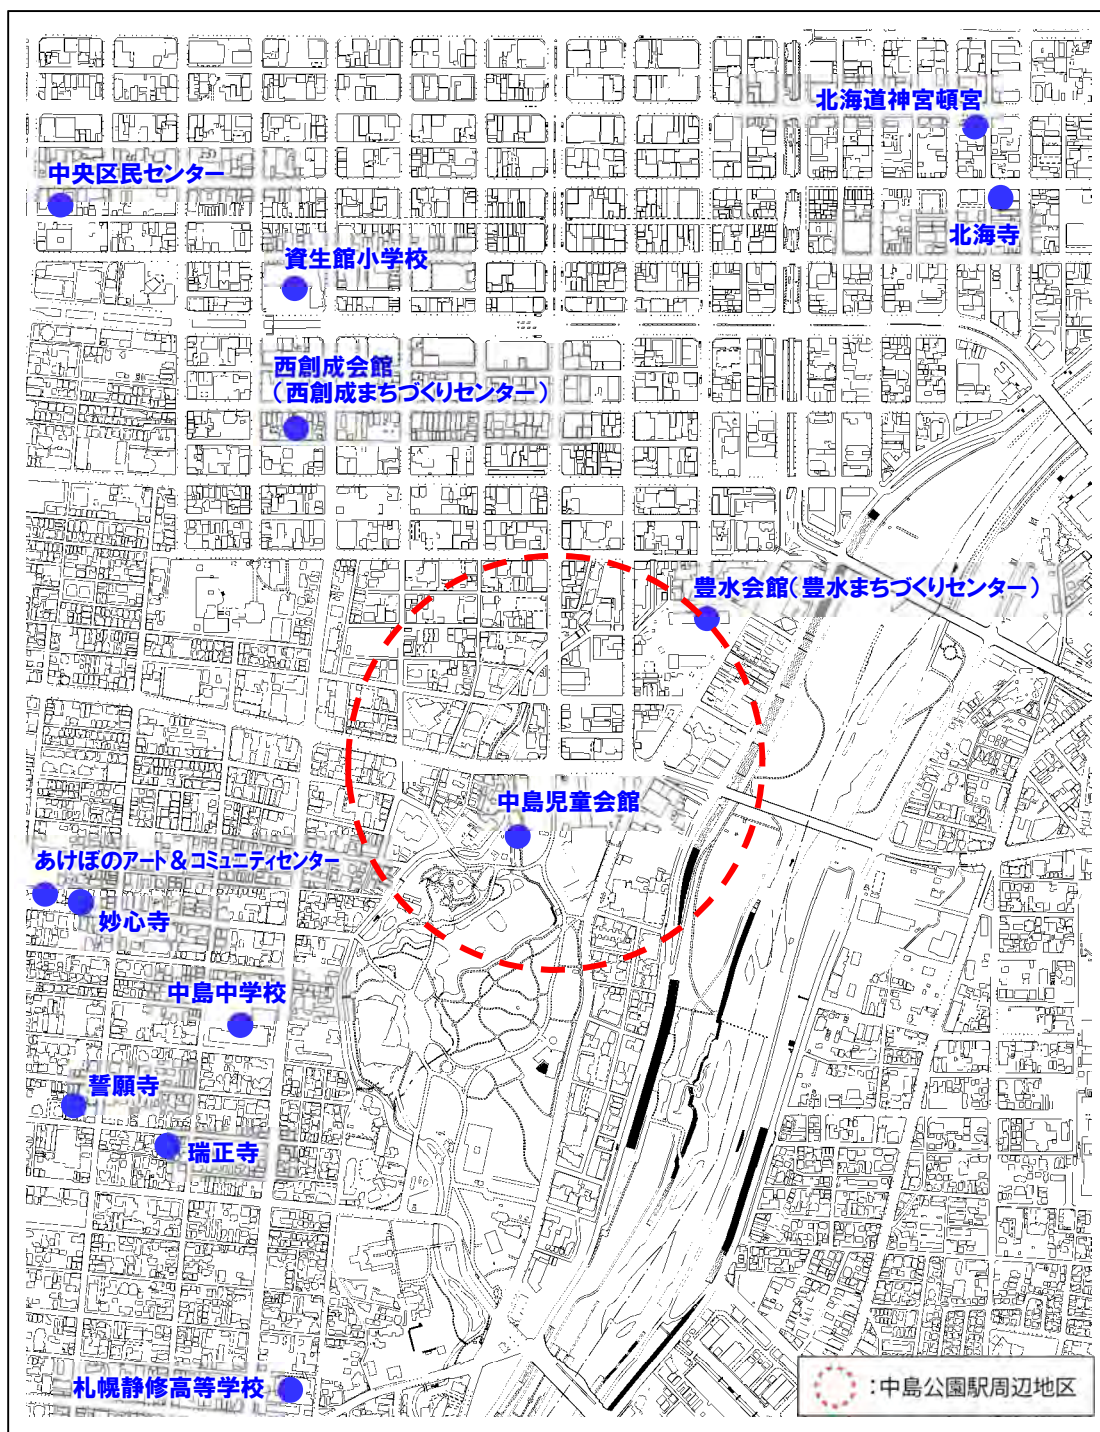 北海道神宮頓宮
中央区民センター
北海寺
資生館小学校
西創成会館
（西創成まちづくりセンター）
豊水会館（豊水まちづくりセンター）
中島児童会館
あけぼのアート＆コミュニティセンター
妙心寺
中島中学校
誓願寺
瑞正寺
札幌静修高等学校
：中島公園駅周辺地区